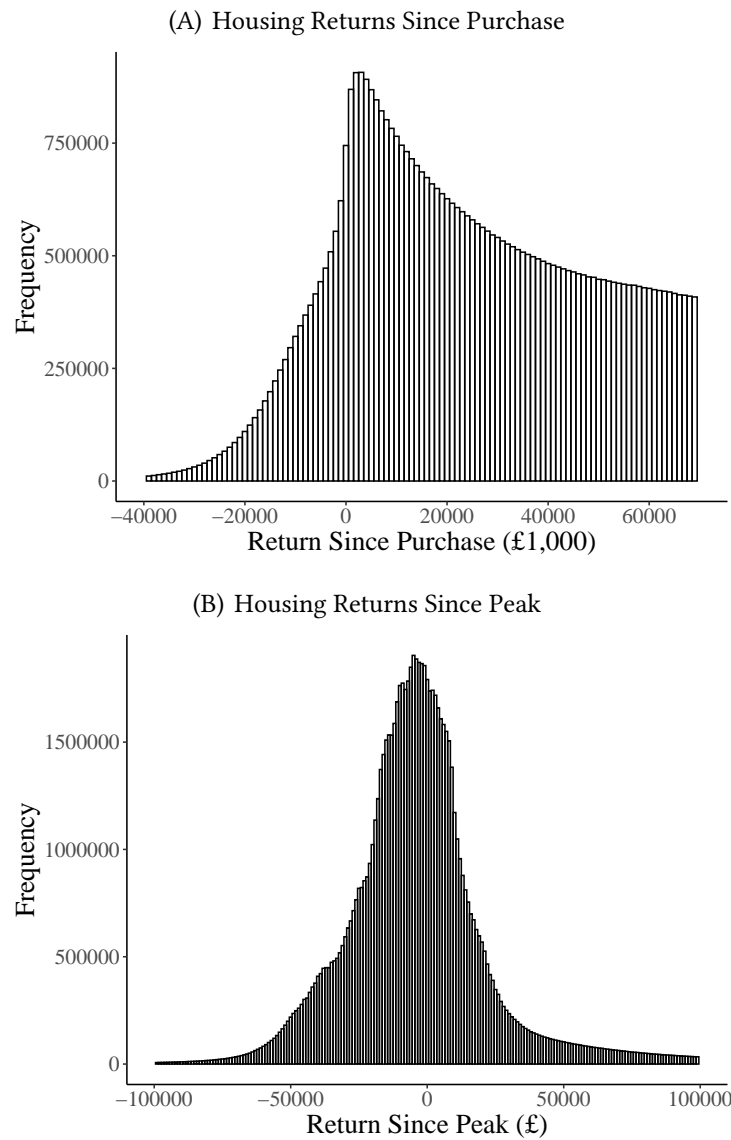 (A) Housing Returns Since Purchase
750000
500000
250000
0
Frequency
−40000 −20000 0 20000 40000 60000
Return Since Purchase (£1,000)
(B) Housing Returns Since Peak
1500000
1000000
500000
0
Frequency
−100000 −50000 0 50000 100000
Return Since Peak (£)